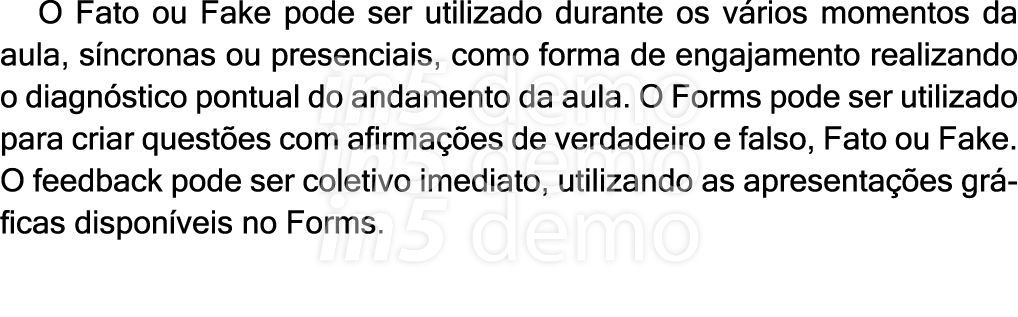 O Fato ou Fake pode ser utilizado durante os vários momentos da
aula, síncronas ou presenciais, como forma de engajamento realizando
o diagnóstico pontual do andamento da aula. O Forms pode ser utilizado
para criar questões com afirmações de verdadeiro e falso, Fato ou Fake.
O feedback pode ser coletivo imediato, utilizando as apresentações grá-
ficas disponíveis no Forms.
in5 demo
in5 demo
in5 demo